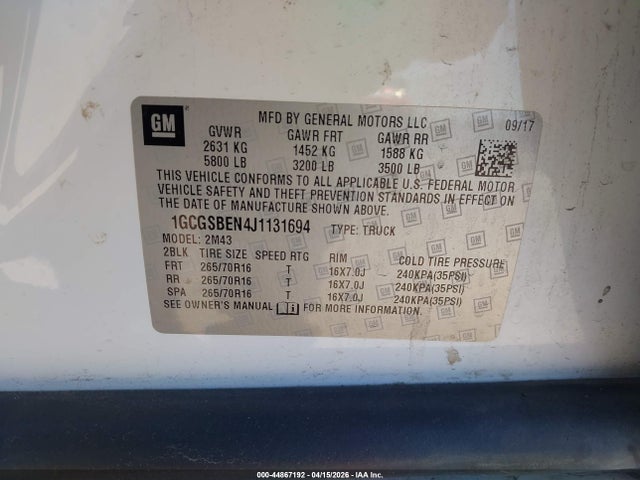 GM
MFD BY GENERAL MOTORS LLC
09/17
GVWR GAWR FRT GAWR RR
2631 KG 1452 KG 1588 KG
5800 LB 3200 LB 3500 LB
THIS VEHICLE CONFORMS TO ALL APPLICABLE U.S. FEDERAL MOTOR
VEHICLE SAFETY AND THEFT PREVENTION STANDARDS IN EFFECT ON
THE DATE OF MANUFACTURE SHOWN ABOVE.
1GCGSBEN4J1131694 TYPE: TRUCK
MODEL: 2M43
2BLK TIRE SIZE SPEED RTG RIM COLD TIRE PRESSURE
FRT 265/70R16 T 16X7.0J 240KPA(35PSI)
RR 265/70R16 T 16X7.0J 240KPA(35PSI)
SPA 265/70R16 T 16X7.0J 240KPA(35PSI)
SEE OWNER'S MANUAL FOR MORE INFORMATION.
000-44867192 - 04/15/2026 - IAA Inc.